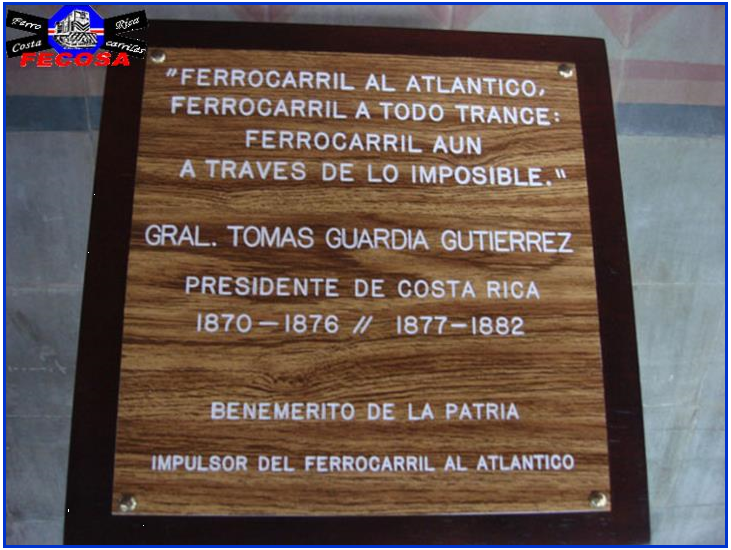 Ferro Risa
Costa carriles
FECOSA
"FERROCARRIL AL ATLANTICO,
FERROCARRIL A TODO TRANCE:
FERROCARRIL AUN
A TRAVES DE LO IMPOSIBLE."
GRAL. TOMAS GUARDIA GUTIERREZ
PRESIDENTE DE COSTA RICA
1870-1876 // 1877-1882
BENEMERITO DE LA PATRIA
IMPULSOR DEL FERROCARRIL AL ATLANTICO